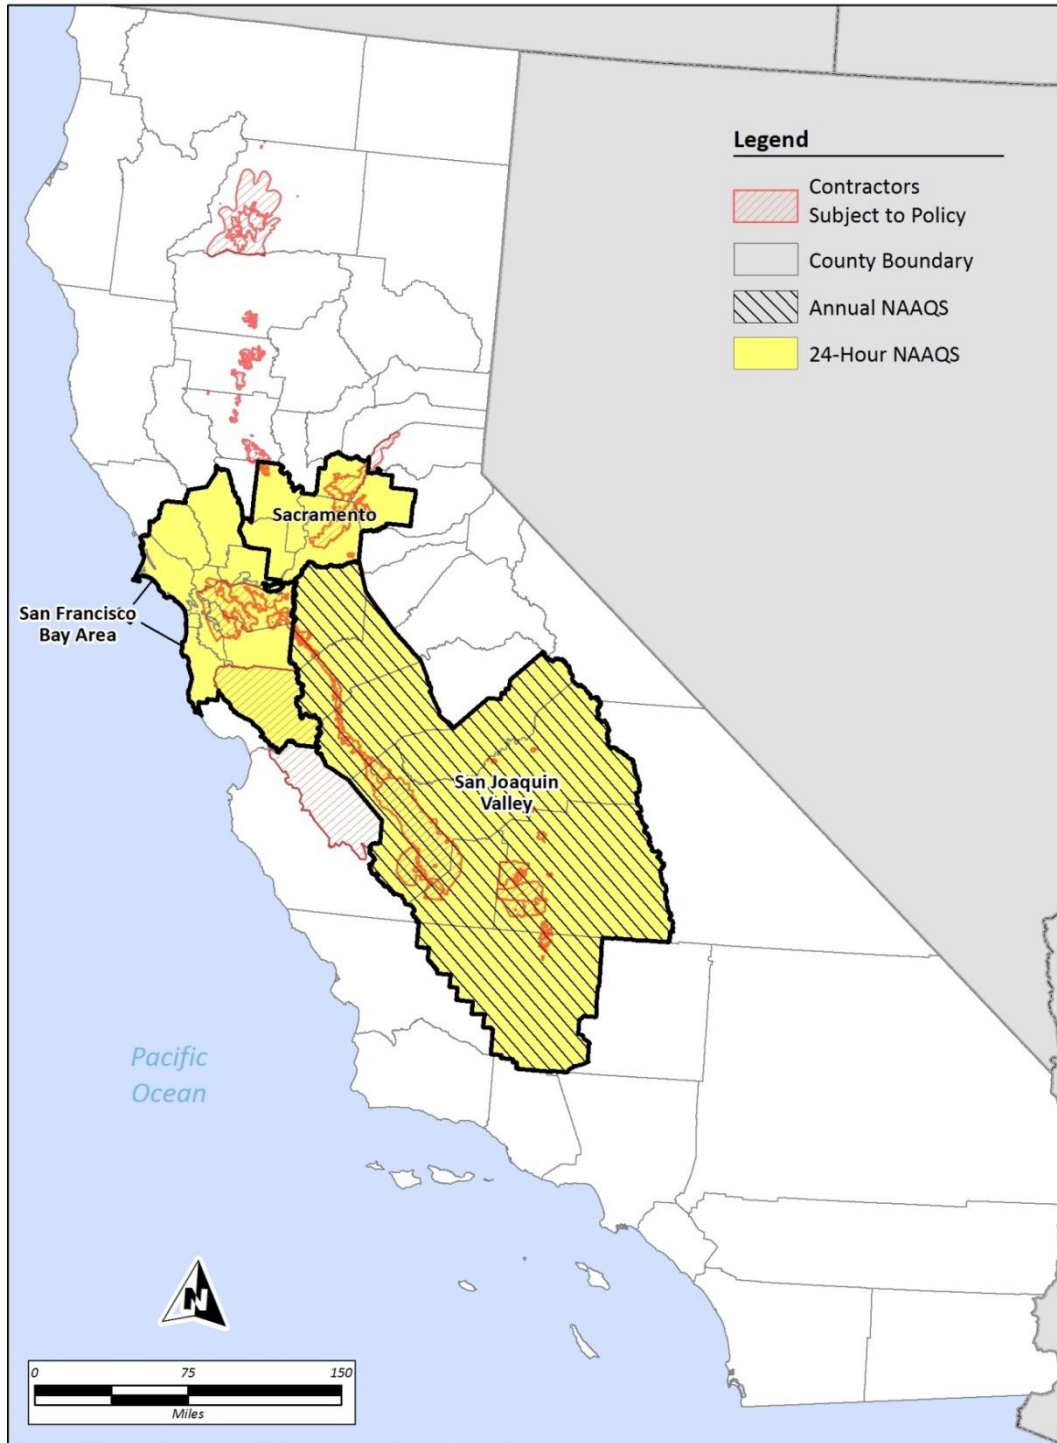 Legend
Contractors
Subject to Policy
County Boundary
Annual NAAQS
24-Hour NAAQS
Sacramento
San Francisco
Bay Area
San Joaquin
Valley
Pacific
Ocean
N
0 75 150
Miles